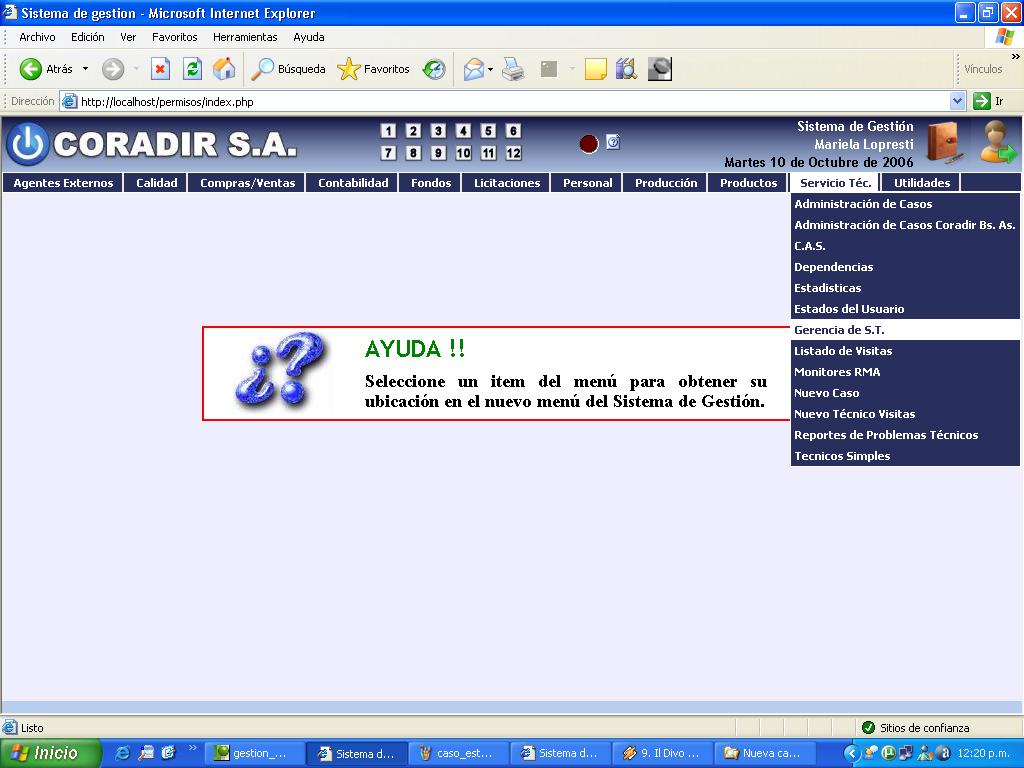 Sistema de gestion - Microsoft Internet Explorer
Archivo Edición Ver Favoritos Herramientas Ayuda
Atrás Búsqueda Favoritos Vínculos »
Dirección http://localhost/permisos/index.php Ir
CORADIR S.A.
1 2 3 4 5 6
7 8 9 10 11 12
Sistema de Gestión
Mariela Lopresti
Martes 10 de Octubre de 2006
Agentes Externos Calidad Compras/Ventas Contabilidad Fondos Licitaciones Personal Producción Productos Servicio Téc. Utilidades
Administración de Casos
Administración de Casos Coradir Bs. As.
C.A.S.
Dependencias
Estadisticas
Estados del Usuario
Gerencia de S.T.
Listado de Visitas
Monitores RMA
Nuevo Caso
Nuevo Técnico Visitas
Reportes de Problemas Técnicos
Tecnicos Simples
¿?
AYUDA !!
Seleccione un item del menú para obtener su
ubicación en el nuevo menú del Sistema de Gestión.
Listo Sitios de confianza
Inicio » gestion_... Sistema d... caso_est... Sistema d... 9. Il Divo ... Nueva ca... 12:20 p.m.